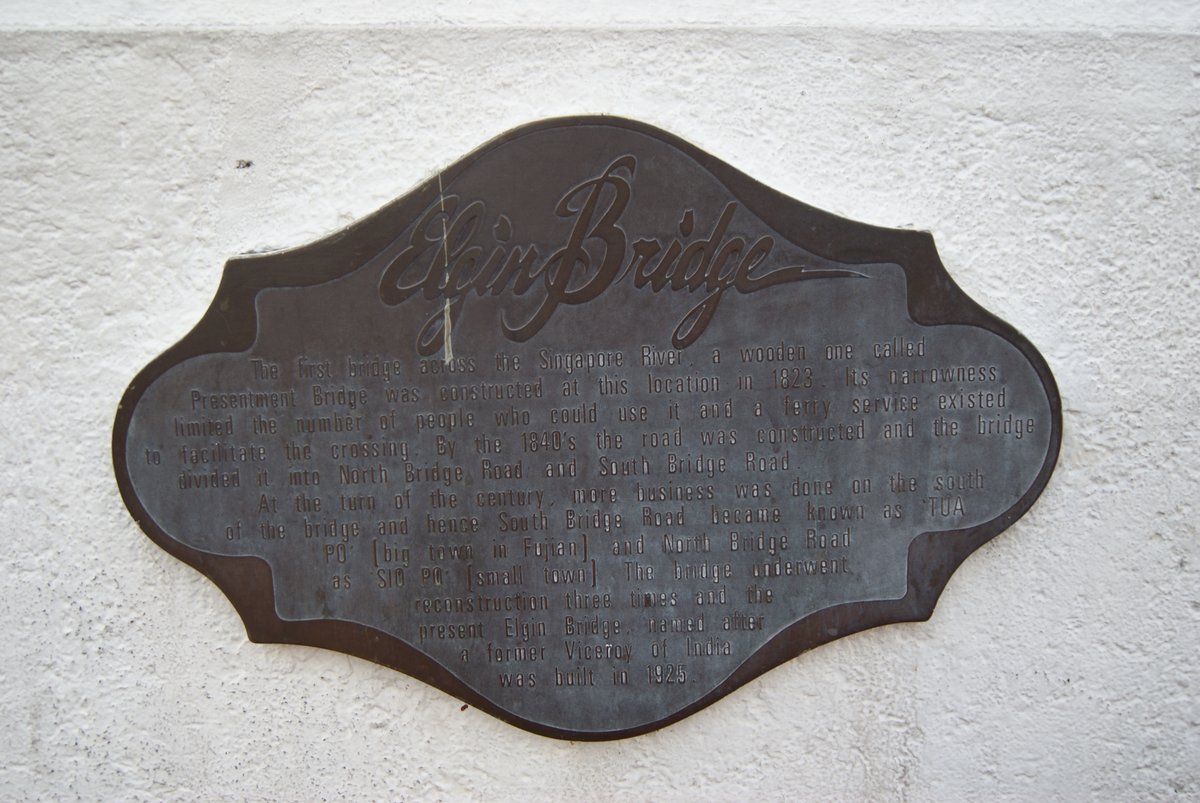 Elgin Bridge
The first bridge across the Singapore River, a wooden one called
Presentment Bridge was constructed at this location in 1823. Its narrowness
limited the number of people who could use it and a ferry service existed
to facilitate the crossing. By the 1840's the road was constructed and the bridge
divided it into North Bridge Road and South Bridge Road.
At the turn of the century, more business was done on the south
of the bridge and hence South Bridge Road became known as 'TUA
PO' (big town in Fujian) and North Bridge Road
as 'SIO PO' (small town). The bridge underwent
reconstruction three times and the
present Elgin Bridge, named after
a former Viceroy of India
was built in 1925.